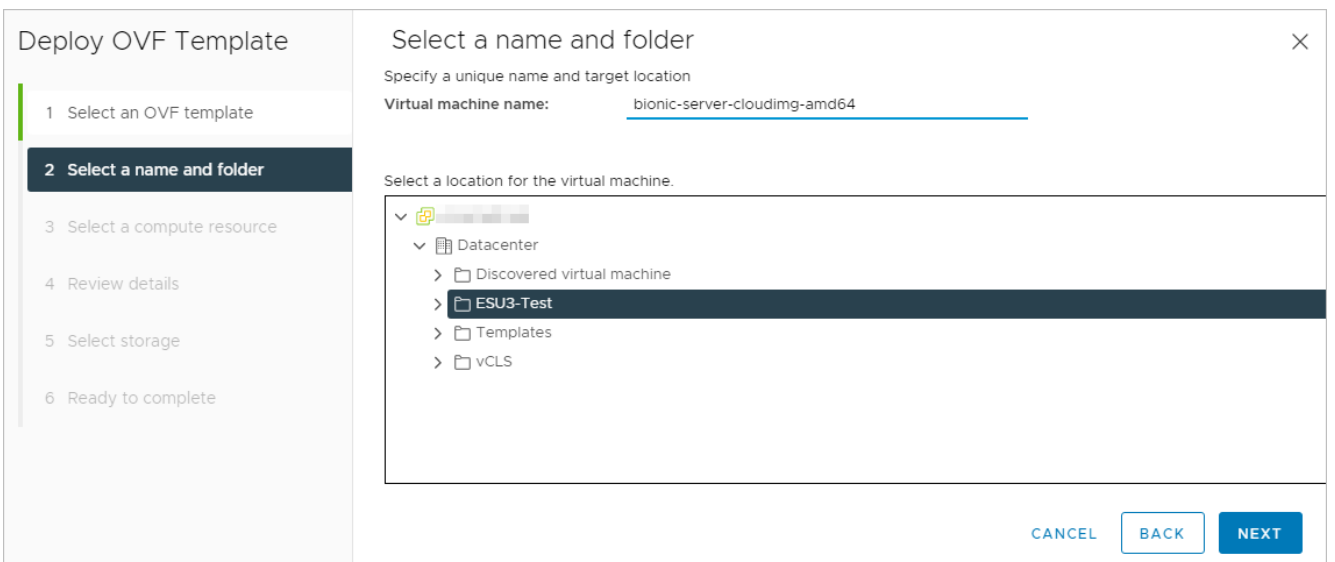 Deploy OVF Template
1 Select an OVF template
2 Select a name and folder
3 Select a compute resource
4 Review details
5 Select storage
6 Ready to complete
Select a name and folder
Specify a unique name and target location
Virtual machine name: bionic-server-cloudimg-amd64
Select a location for the virtual machine.
Datacenter
Discovered virtual machine
ESU3-Test
Templates
vCLS
CANCEL BACK NEXT